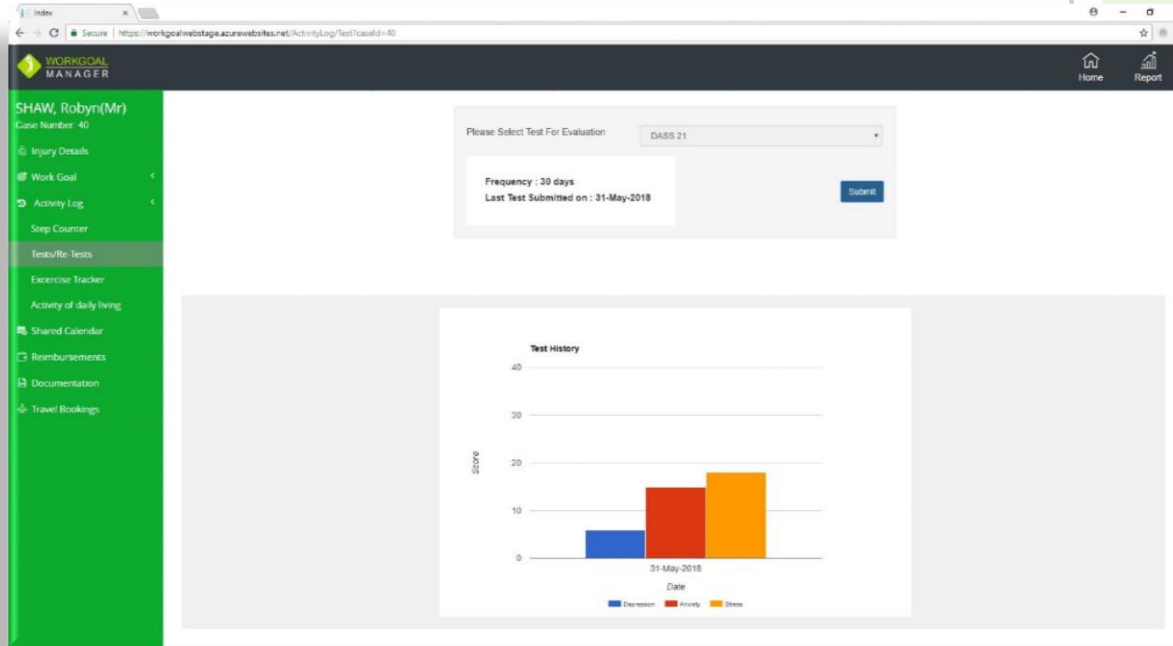 Index
Secure | https://workgoalwebstage.azurewebsites.net/ActivityLog/Test?caseId=40
WORKGOAL
MANAGER
Home
Report
SHAW, Robyn(Mr)
Case Number: 40
Injury Details
Work Goal
Activity Log
Step Counter
Tests/Re-Tests
Excercise Tracker
Activity of daily living
Shared Calendar
Reimbursements
Documentation
Travel Bookings
Please Select Test For Evaluation
DASS 21
Frequency : 30 days
Last Test Submitted on : 31-May-2018
Submit
Test History
40
30
20
10
0
Score
31-May-2018
Date
Depression Anxiety Stress